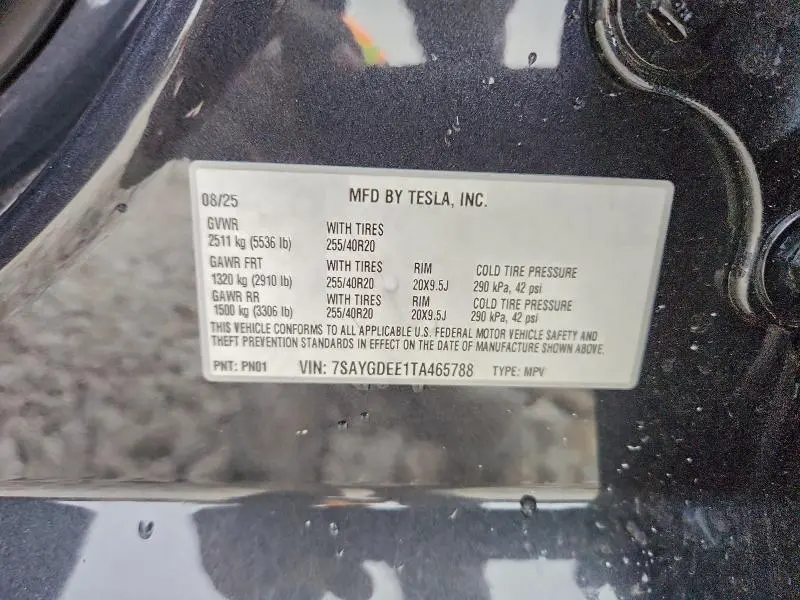 08/25 MFD BY TESLA, INC.
GVWR WITH TIRES
2511 kg (5536 lb) 255/40R20
GAWR FRT WITH TIRES RIM COLD TIRE PRESSURE
1320 kg (2910 lb) 255/40R20 20X9.5J 290 kPa, 42 psi
GAWR RR WITH TIRES RIM COLD TIRE PRESSURE
1500 kg (3306 lb) 255/40R20 20X9.5J 290 kPa, 42 psi
THIS VEHICLE CONFORMS TO ALL APPLICABLE U.S. FEDERAL MOTOR VEHICLE SAFETY AND
THEFT PREVENTION STANDARDS IN EFFECT ON THE DATE OF MANUFACTURE SHOWN ABOVE.
PNT: PN01 VIN: 7SAYGDEE1TA465788 TYPE: MPV